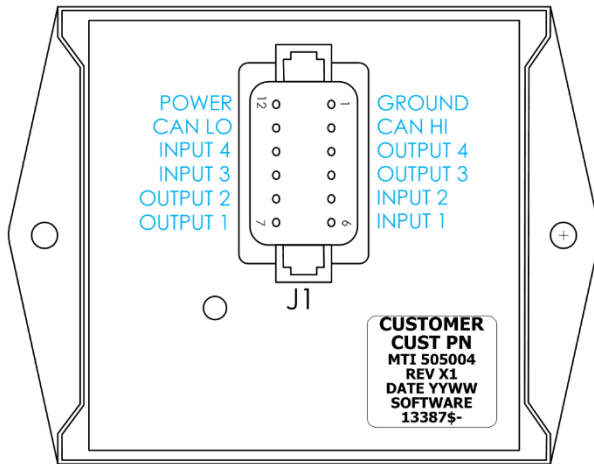 POWER 12 1 GROUND
CAN LO CAN HI
INPUT 4 OUTPUT 4
INPUT 3 OUTPUT 3
OUTPUT 2 INPUT 2
OUTPUT 1 7 6 INPUT 1
J1
CUSTOMER
CUST PN
MTI 505004
REV X1
DATE YYWW
SOFTWARE
13387$-